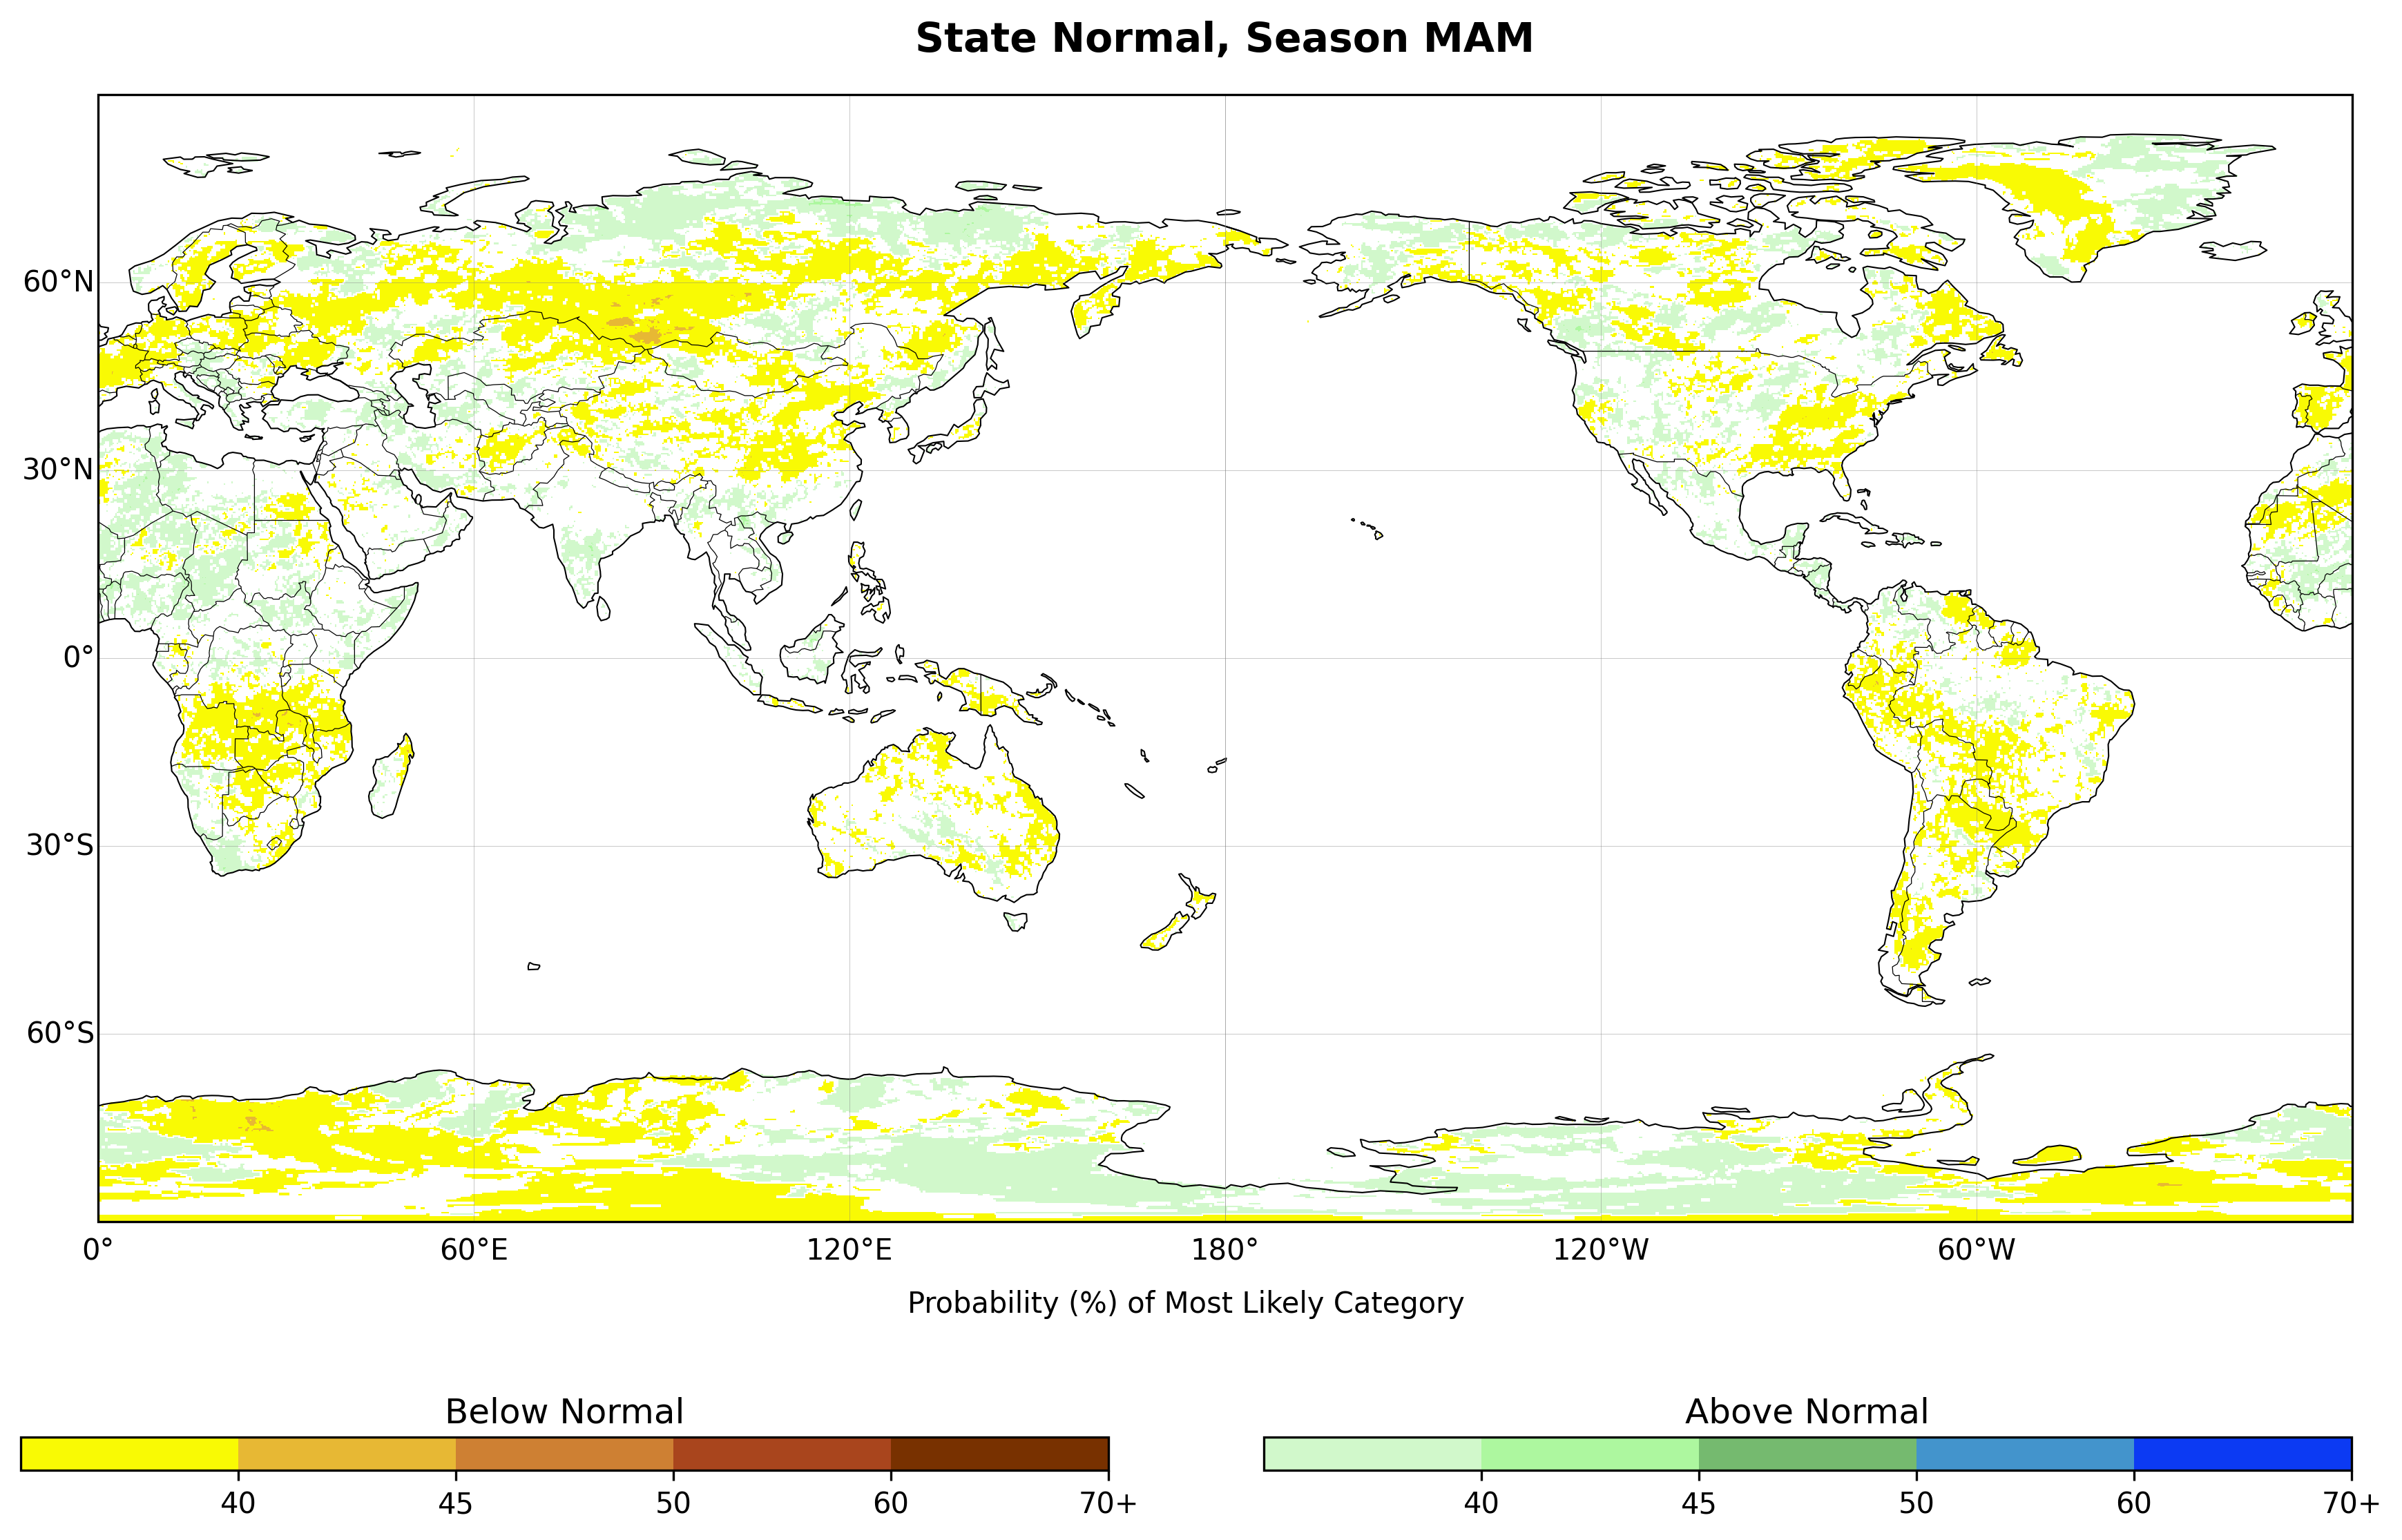 State Normal, Season MAM
60°N
30°N
0°
30°S
60°S
0°
60°E
120°E
180°
120°W
60°W
Probability (%) of Most Likely Category
Below Normal
40
45
50
60
70+
Above Normal
40
45
50
60
70+